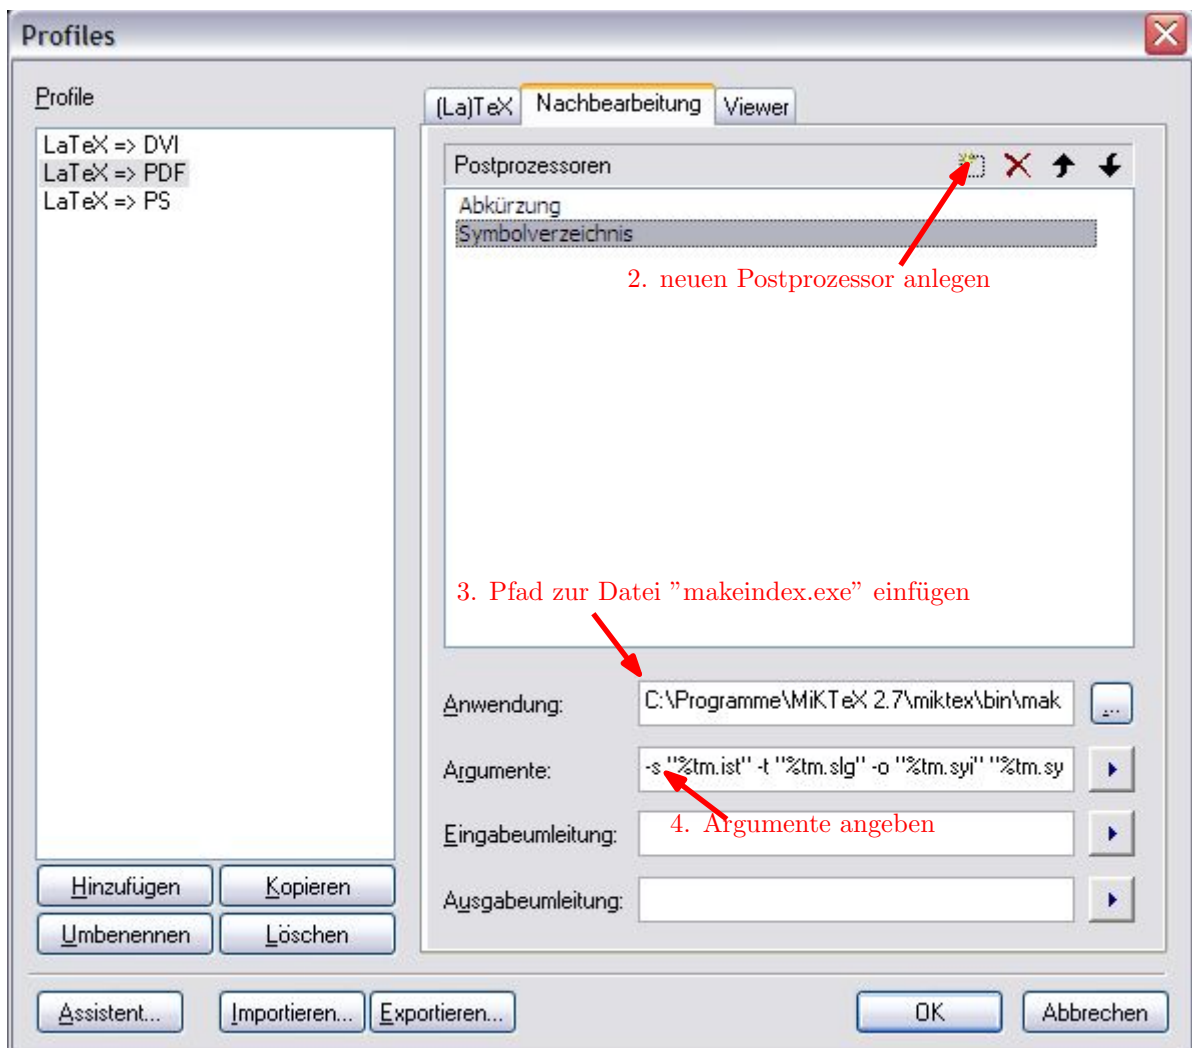 Profiles
Profile
LaTeX => DVI
LaTeX => PDF
LaTeX => PS
(La)TeX
Nachbearbeitung
Viewer
Postprozessoren
Abkürzung
Symbolverzeichnis
2. neuen Postprozessor anlegen
3. Pfad zur Datei ”makeindex.exe” einfügen
Anwendung:
C:\Programme\MiKTeX 2.7\miktex\bin\mak
...
Argumente:
-s "%tm.ist" -t "%tm.slg" -o "%tm.syi" "%tm.sy
4. Argumente angeben
Eingabeumleitung:
Ausgabeumleitung:
Hinzufügen
Kopieren
Umbenennen
Löschen
Assistent...
Importieren...
Exportieren...
OK
Abbrechen